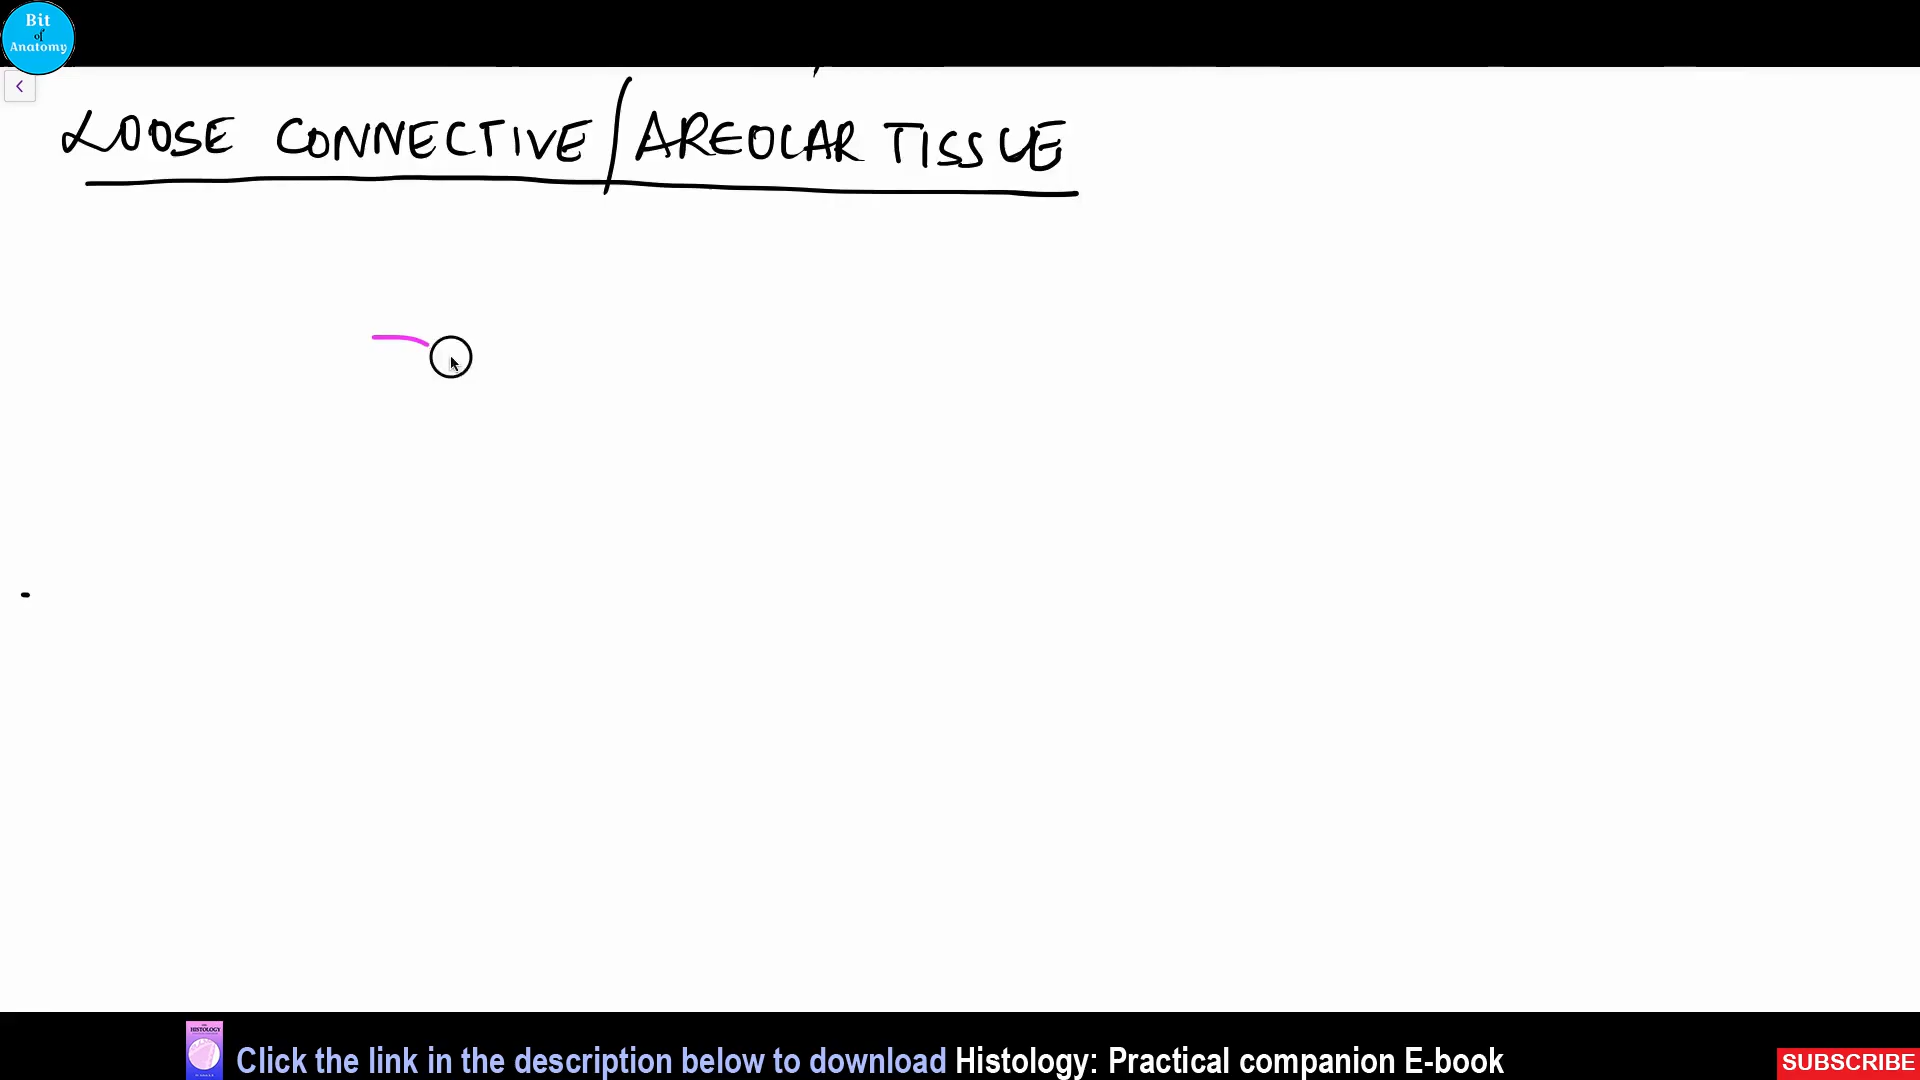 Bit
of
Anatomy
LOOSE CONNECTIVE/AREOLAR TISSUE
HISTOLOGY
Click the link in the description below to download Histology: Practical companion E-book
SUBSCRIBE